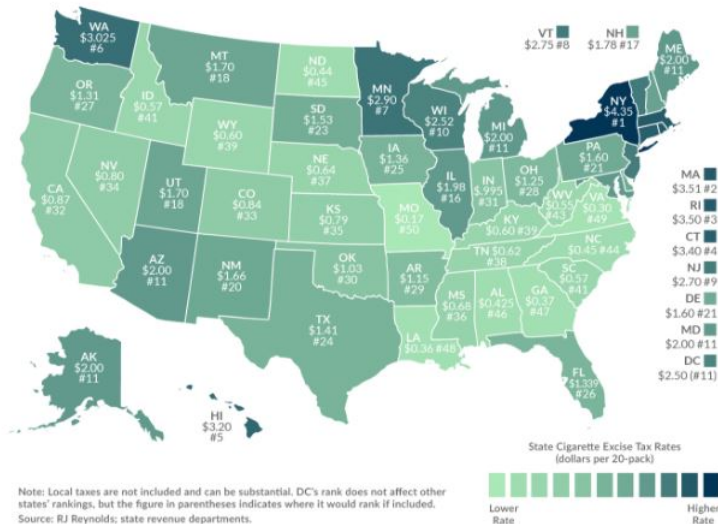 WA
$3.025
#6
MT
$1.70
#18
ND
$0.44
#45
MN
$2.90
#7
VT
$2.75 #8
NH
$1.78 #17
ME
$2.00
#11
OR
$1.31
#27
ID
$0.57
#41
WY
$0.60
#39
SD
$1.53
#23
WI
$2.52
#10
MI
$2.00
#11
NY
$4.35
#1
NV
$0.80
#34
CA
$0.87
#32
UT
$1.70
#18
CO
$0.84
#33
NE
$0.64
#37
IA
$1.36
#25
IL
$1.98
#16
IN
$.995
#31
OH
$1.25
#28
PA
$1.60
#21
WV
$0.55
#43
VA
$0.30
#49
KS
$0.79
#35
MO
$0.17
#50
KY
$0.60 #39
NC
$0.45 #44
TN $0.62
#38
SC
$0.57
#41
AZ
$2.00
#11
NM
$1.66
#20
OK
$1.03
#30
AR
$1.15
#29
MS
$0.68
#36
AL
$0.425
#46
GA
$0.37
#47
TX
$1.41
#24
LA
$0.36 #48
FL
$1.339
#26
AK
$2.00
#11
HI
$3.20
#5
MA
$3.51 #2
RI
$3.50 #3
CT
$3.40 #4
NJ
$2.70 #9
DE
$1.60 #21
MD
$2.00 #11
DC
$2.50 (#11)
State Cigarette Excise Tax Rates
(dollars per 20-pack)
Lower
Rate
Higher
Rate
Note: Local taxes are not included and can be substantial. DC's rank does not affect other
states' rankings, but the figure in parentheses indicates where it would rank if included.
Source: RJ Reynolds; state revenue departments.